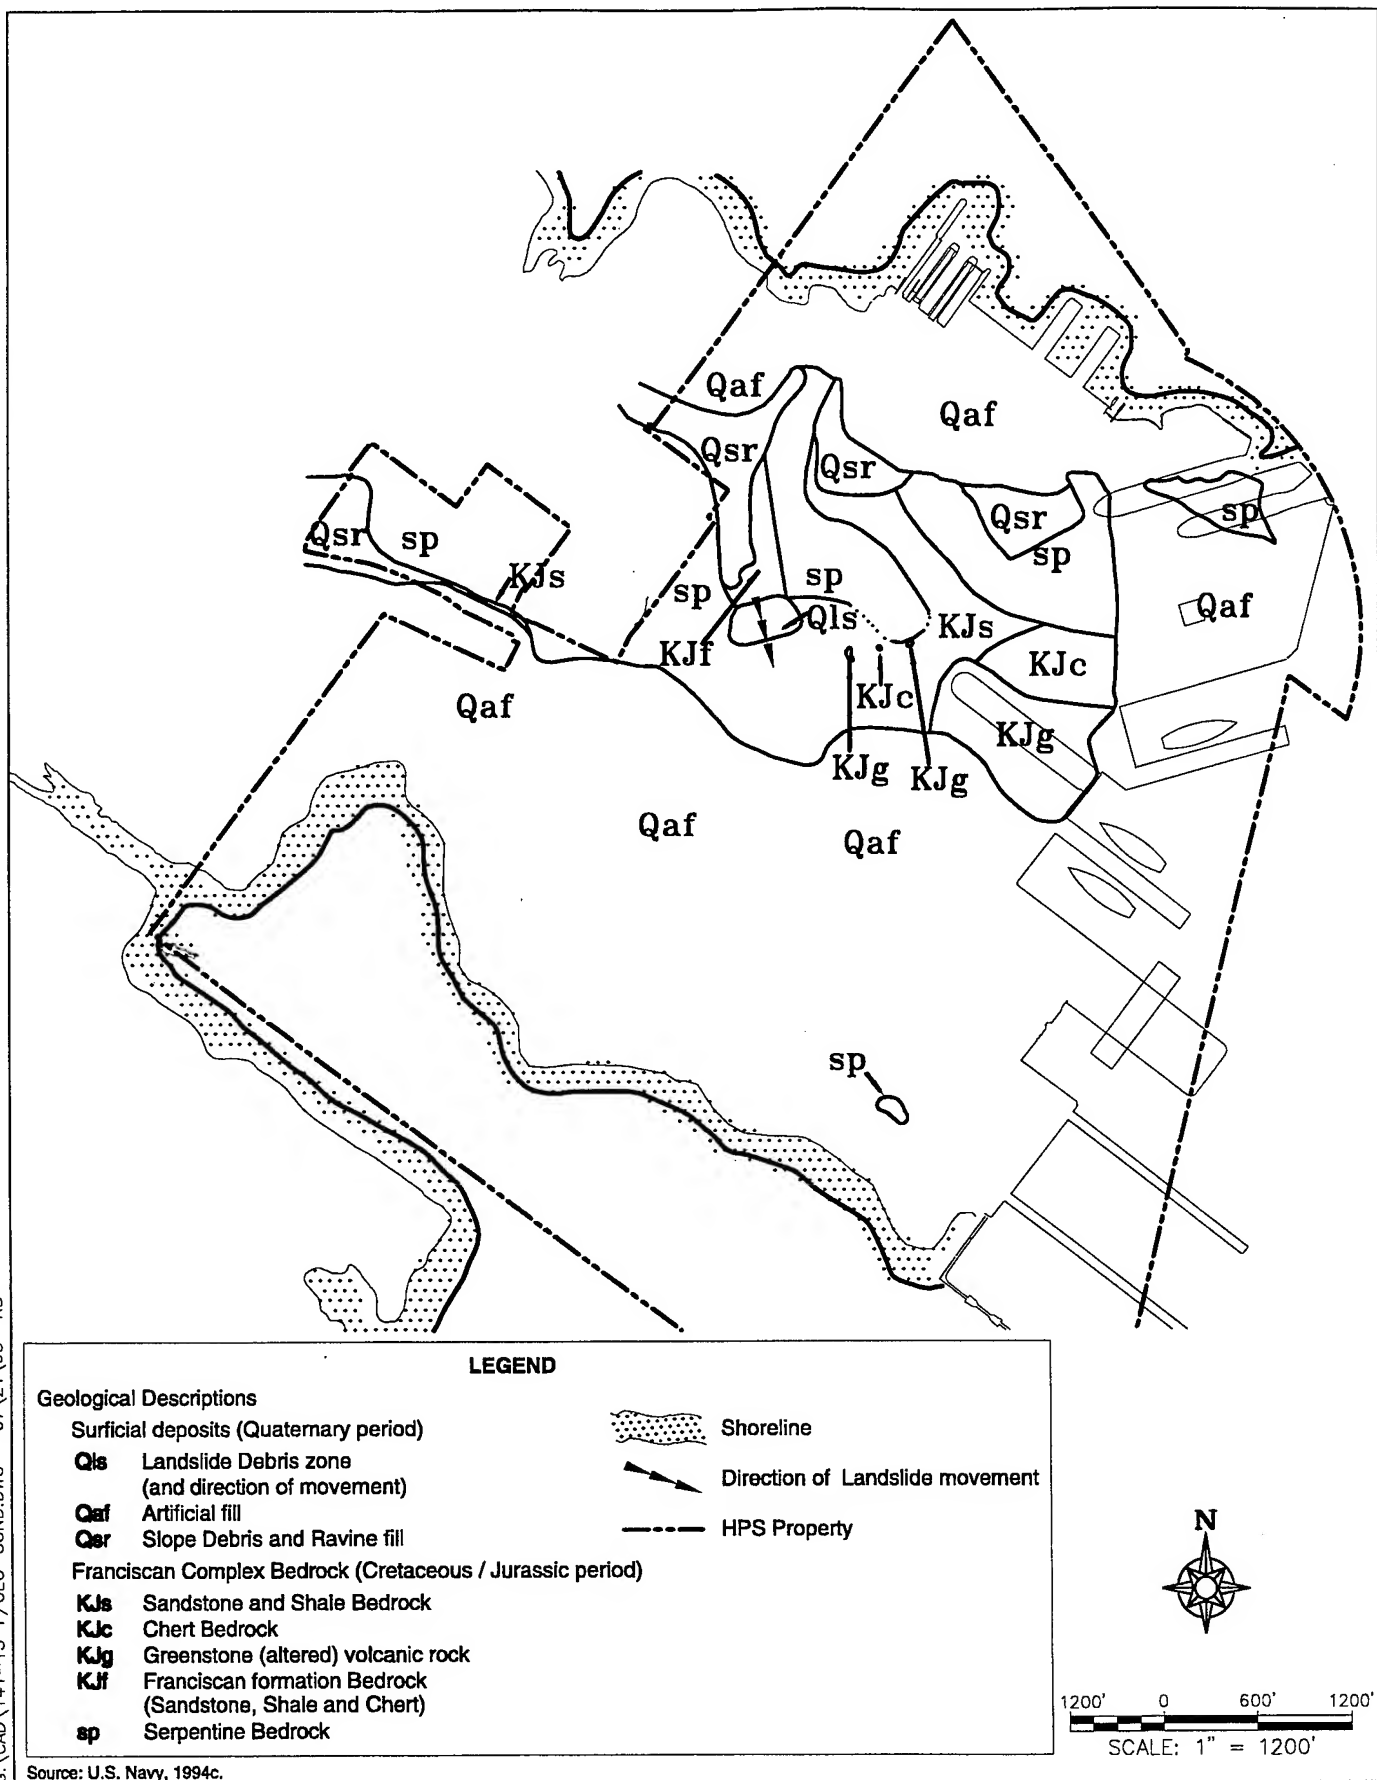 Qaf
Qaf
Qsr
Qsr
Qsr
sp
Qsr
sp
sp
KJs
sp
sp
Qaf
Qls
KJs
KJf
KJc
KJc
Qaf
KJg
KJg
KJg
Qaf
Qaf
sp
LEGEND
Geological Descriptions
Surficial deposits (Quaternary period)
Qls Landslide Debris zone
(and direction of movement)
Qaf Artificial fill
Qsr Slope Debris and Ravine fill
Franciscan Complex Bedrock (Cretaceous / Jurassic period)
KJs Sandstone and Shale Bedrock
KJc Chert Bedrock
KJg Greenstone (altered) volcanic rock
KJf Franciscan formation Bedrock
(Sandstone, Shale and Chert)
sp Serpentine Bedrock
Shoreline
Direction of Landslide movement
HPS Property
N
1200' 0 600' 1200'
SCALE: 1" = 1200'
Source: U.S. Navy, 1994c.